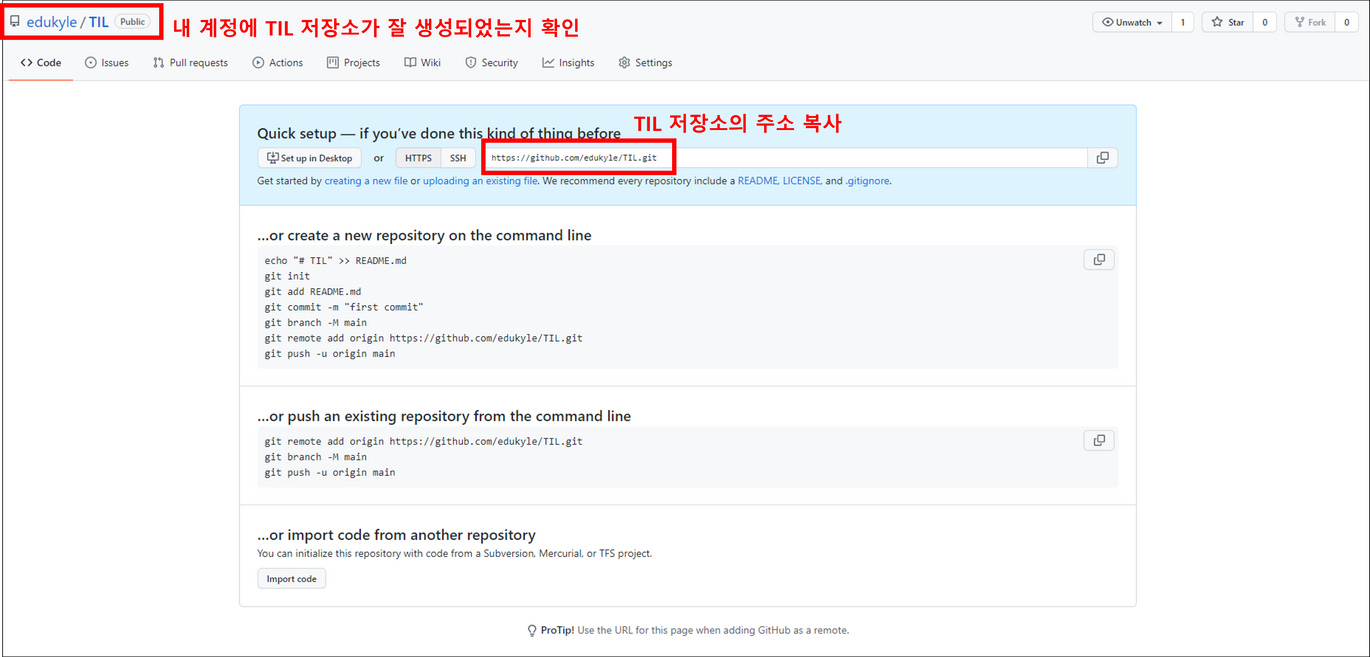 edukyle / TIL Public 내 계정에 TIL 저장소가 잘 생성되었는지 확인 Unwatch 1 Star 0 Fork 0
Code Issues Pull requests Actions Projects Wiki Security Insights Settings
Quick setup — if you've done this kind of thing before TIL 저장소의 주소 복사
Set up in Desktop or HTTPS SSH https://github.com/edukyle/TIL.git
Get started by creating a new file or uploading an existing file. We recommend every repository include a README, LICENSE, and .gitignore.
...or create a new repository on the command line
echo "# TIL" >> README.md
git init
git add README.md
git commit -m "first commit"
git branch -M main
git remote add origin https://github.com/edukyle/TIL.git
git push -u origin main
...or push an existing repository from the command line
git remote add origin https://github.com/edukyle/TIL.git
git branch -M main
git push -u origin main
...or import code from another repository
You can initialize this repository with code from a Subversion, Mercurial, or TFS project.
Import code
ProTip! Use the URL for this page when adding GitHub as a remote.